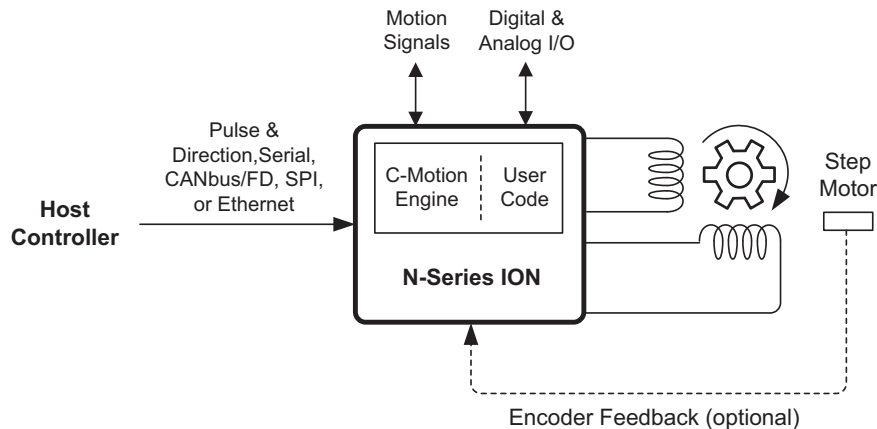 Motion
Signals
Digital &
Analog I/O
Pulse &
Direction,Serial,
CANbus/FD, SPI,
or Ethernet
Host
Controller
C-Motion
Engine
User
Code
N-Series ION
Step
Motor
Encoder Feedback (optional)